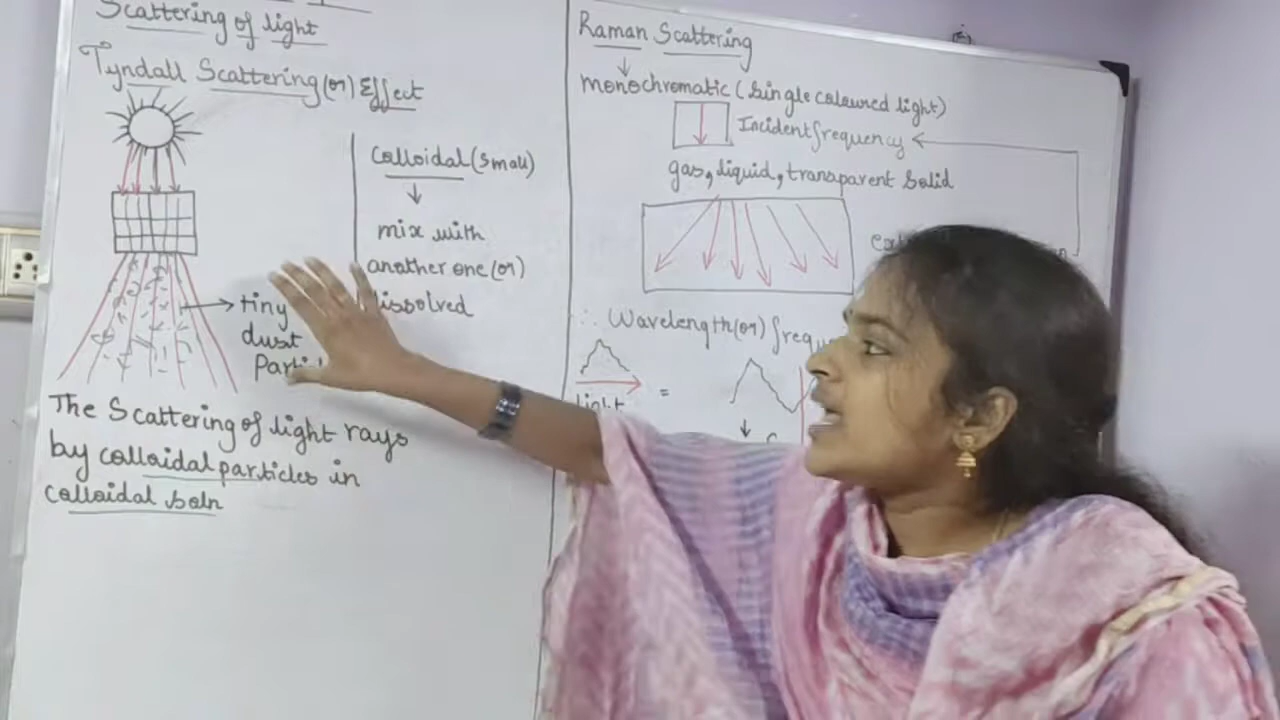 Scattering of light
Tyndall Scattering (or) Effect
Colloidal (small)
mix with
another one (or)
dissolved
tiny
dust
The Scattering of light rays
by colloidal particles in
colloidal soln
Raman Scattering
monochromatic (single coloured light)
Incident frequency
gas, liquid, transparent solid
∴ Wavelength (or)
light =